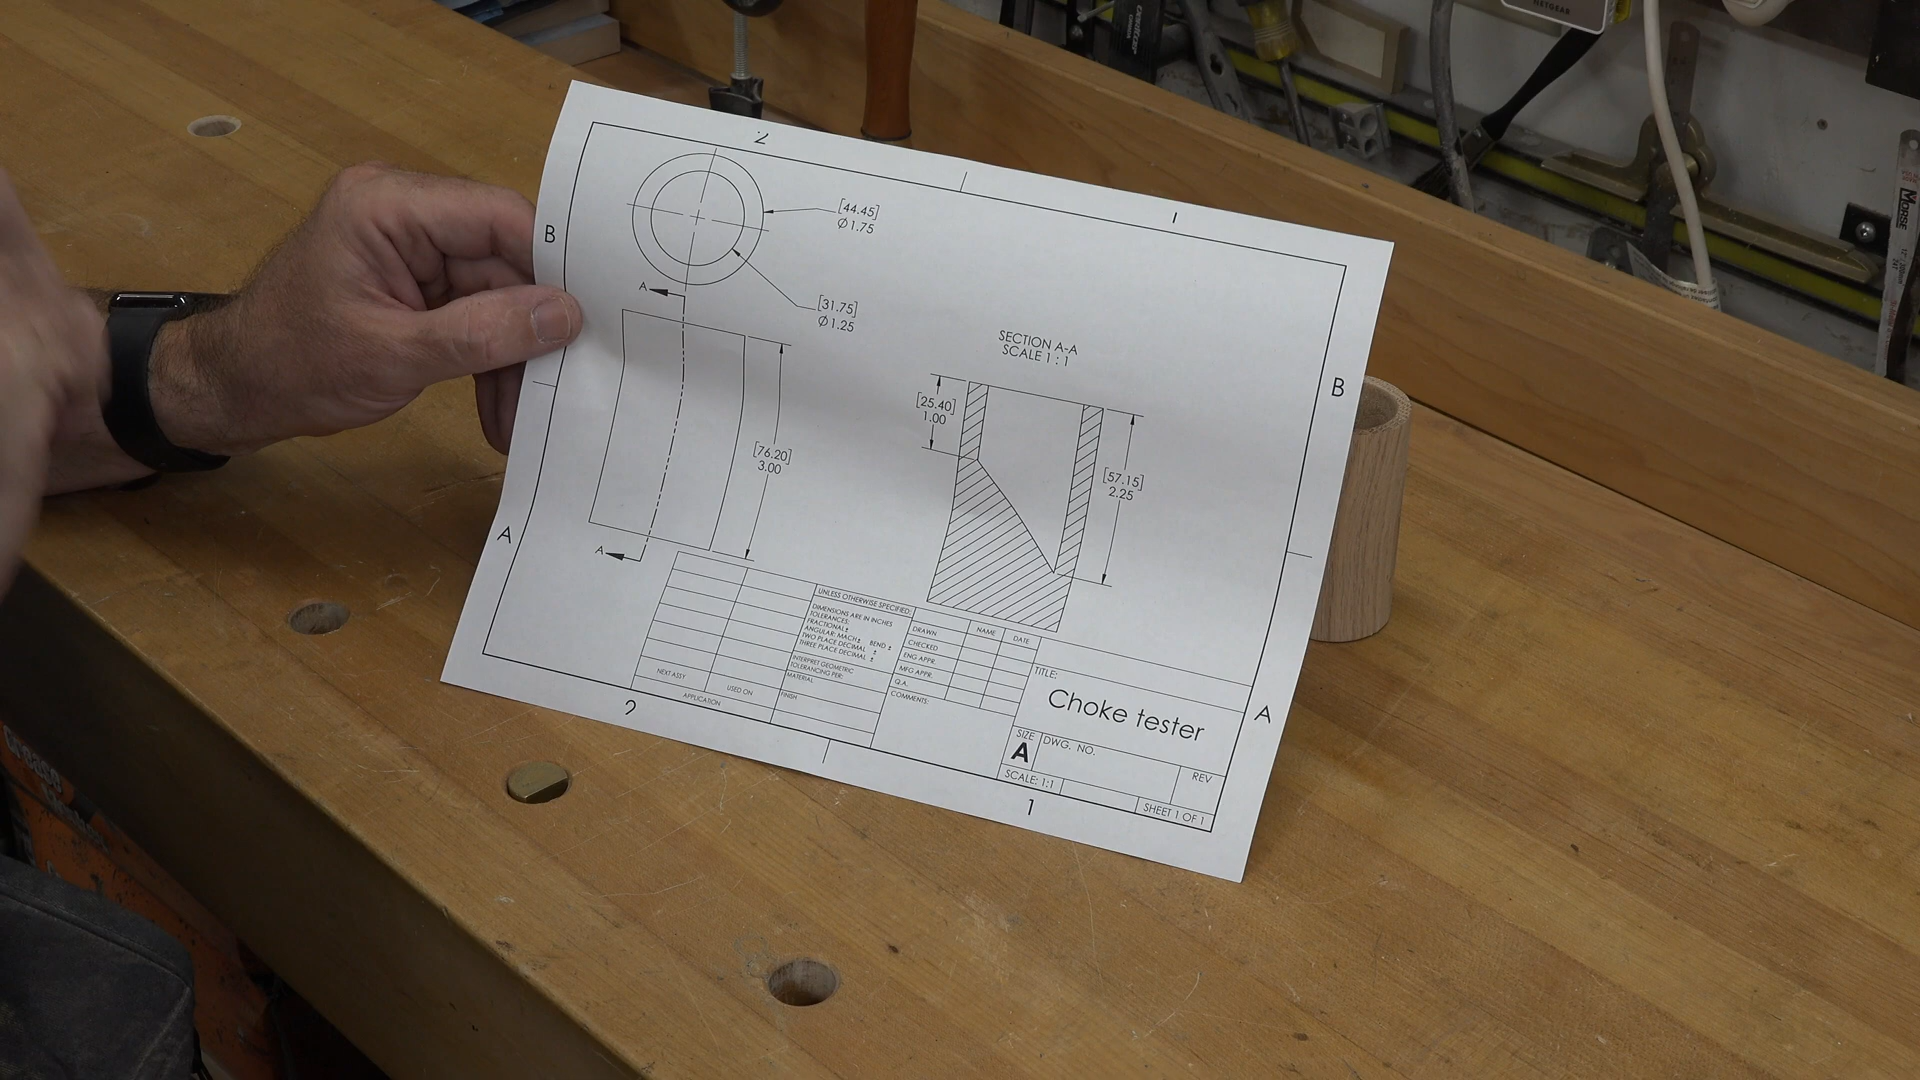 NETGEAR
MORSE
2
1
B
[44.45]
Ø1.75
A
[31.75]
Ø1.25
SECTION A-A
SCALE 1 : 1
B
[25.40]
1.00
[76.20]
3.00
[57.15]
2.25
A
A
UNLESS OTHERWISE SPECIFIED:
DIMENSIONS ARE IN INCHES
TOLERANCES:
FRACTIONAL ±
ANGULAR: MACH ± BEND ±
TWO PLACE DECIMAL ±
THREE PLACE DECIMAL ±
INTERPRET GEOMETRIC
TOLERANCING PER:
MATERIAL
FINISH
NEXT ASSY
USED ON
APPLICATION
NAME
DATE
DRAWN
CHECKED
ENG APPR.
MFG APPR.
Q.A.
COMMENTS:
TITLE:
Choke tester
A
SIZE
A
DWG. NO.
REV
SCALE: 1:1
SHEET 1 OF 1
2
1